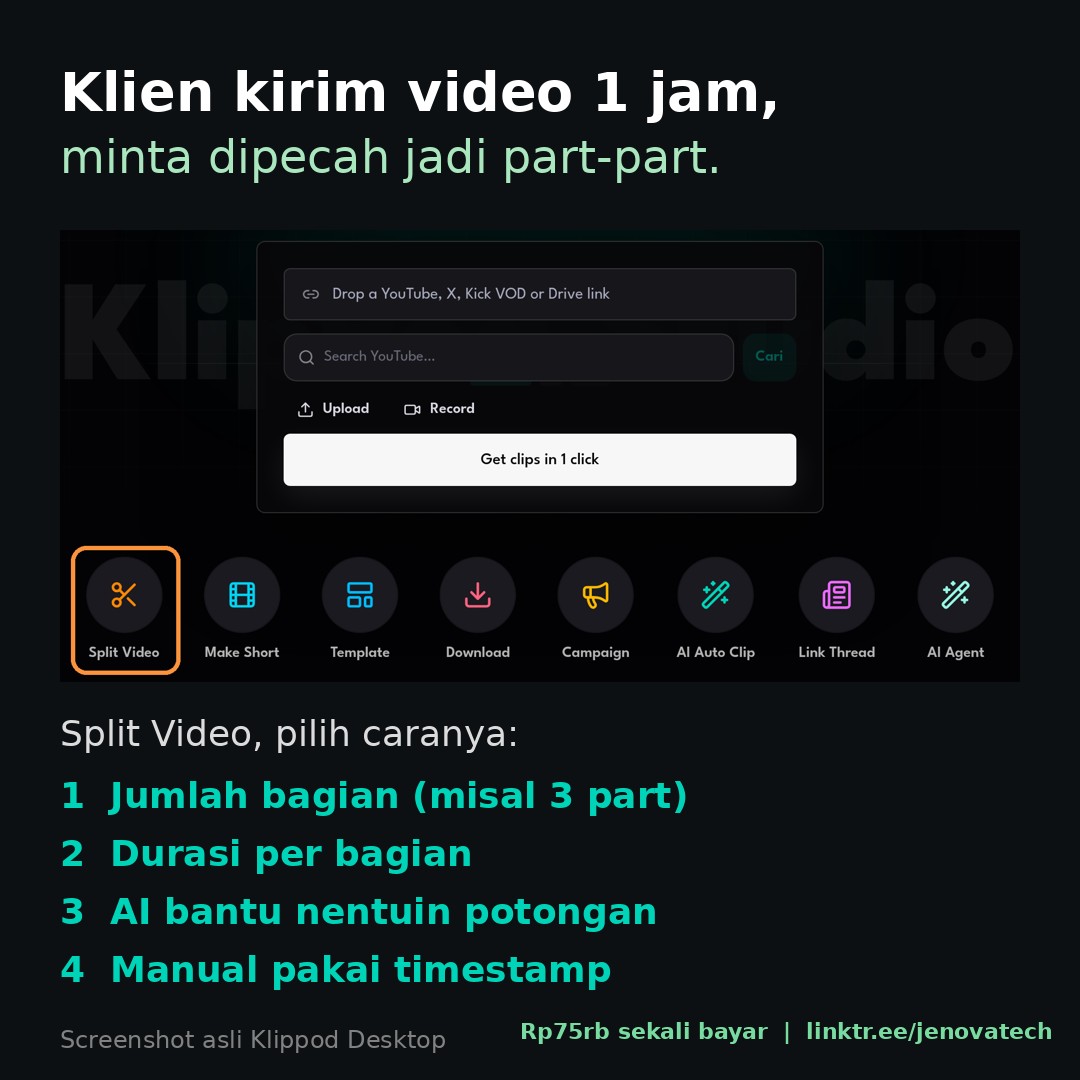 Klien kirim video 1 jam,
minta dipecah jadi part-part.
Drop a YouTube, X, Kick VOD or Drive link
Search YouTube...
Cari
Upload
Record
Get clips in 1 click
Split Video
Make Short
Template
Download
Campaign
AI Auto Clip
Link Thread
AI Agent
Split Video, pilih caranya:
1 Jumlah bagian (misal 3 part)
2 Durasi per bagian
3 AI bantu nentuin potongan
4 Manual pakai timestamp
Screenshot asli Klippod Desktop
Rp75rb sekali bayar | linktr.ee/jenovatech